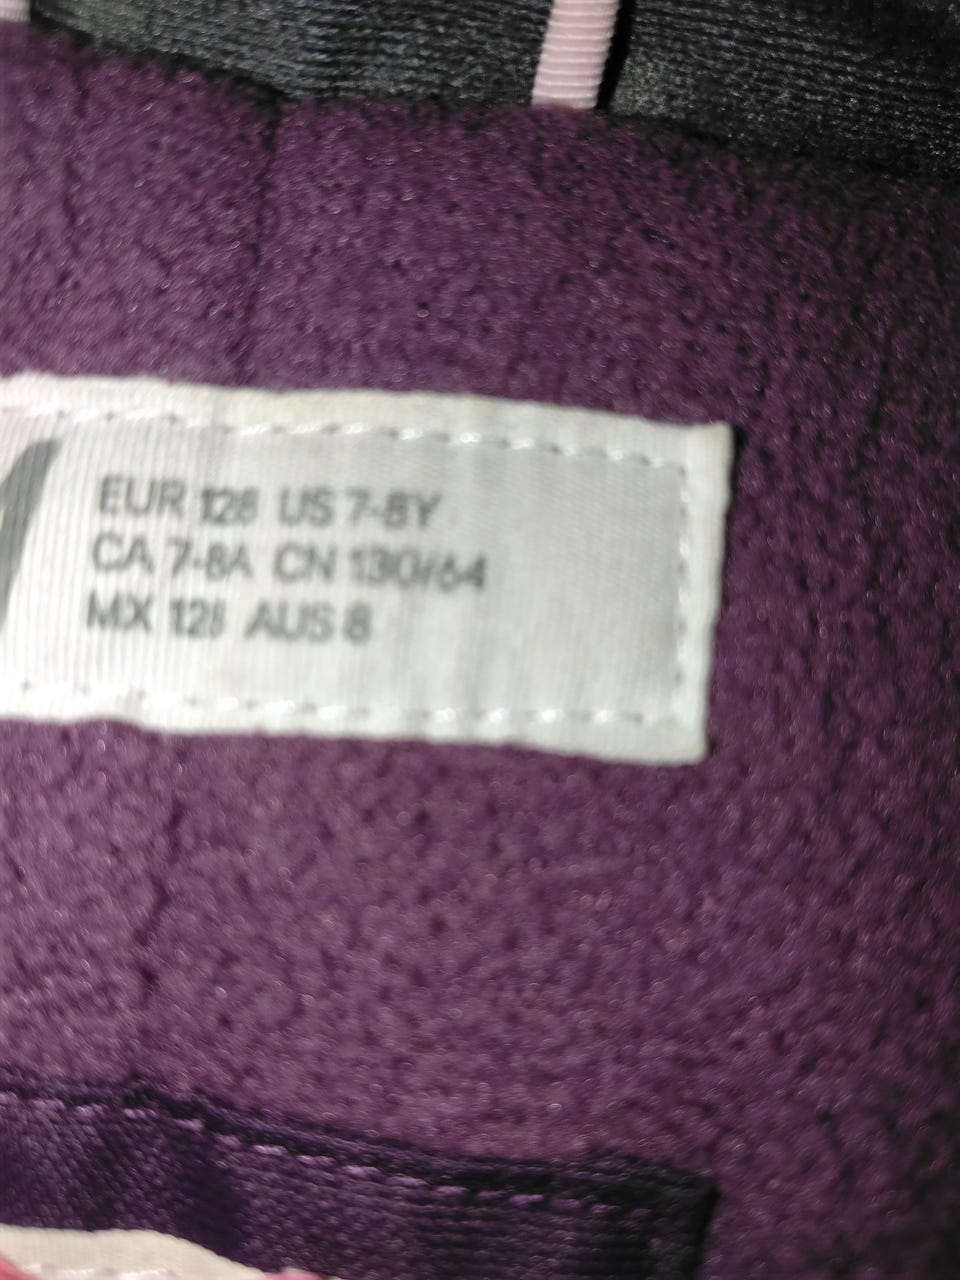 EUR 128 US 7-8Y
CA 7-8A CN 130/64
MX 128 AUS 8